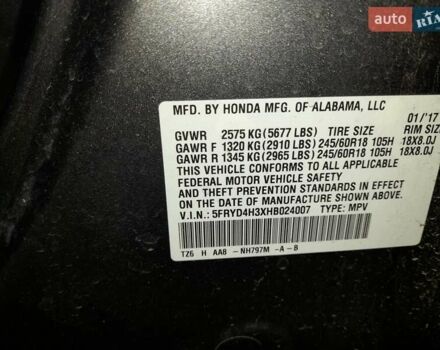 auto RIA
MFD. BY HONDA MFG. OF ALABAMA, LLC
01/'17
GVWR 2575 KG (5677 LBS) TIRE SIZE RIM SIZE
GAWR F 1320 KG (2910 LBS) 245/60R18 105H 18X8.0J
GAWR R 1345 KG (2965 LBS) 245/60R18 105H 18X8.0J
THIS VEHICLE CONFORMS TO ALL APPLICABLE
FEDERAL MOTOR VEHICLE SAFETY
AND THEFT PREVENTION STANDARDS IN EFFECT ON THE
DATE OF MANUFACTURE SHOWN ABOVE.
V.I.N.: 5FRYD4H3XHB024007 TYPE: MPV
TZ6 H AA8 -NH797M -A -B